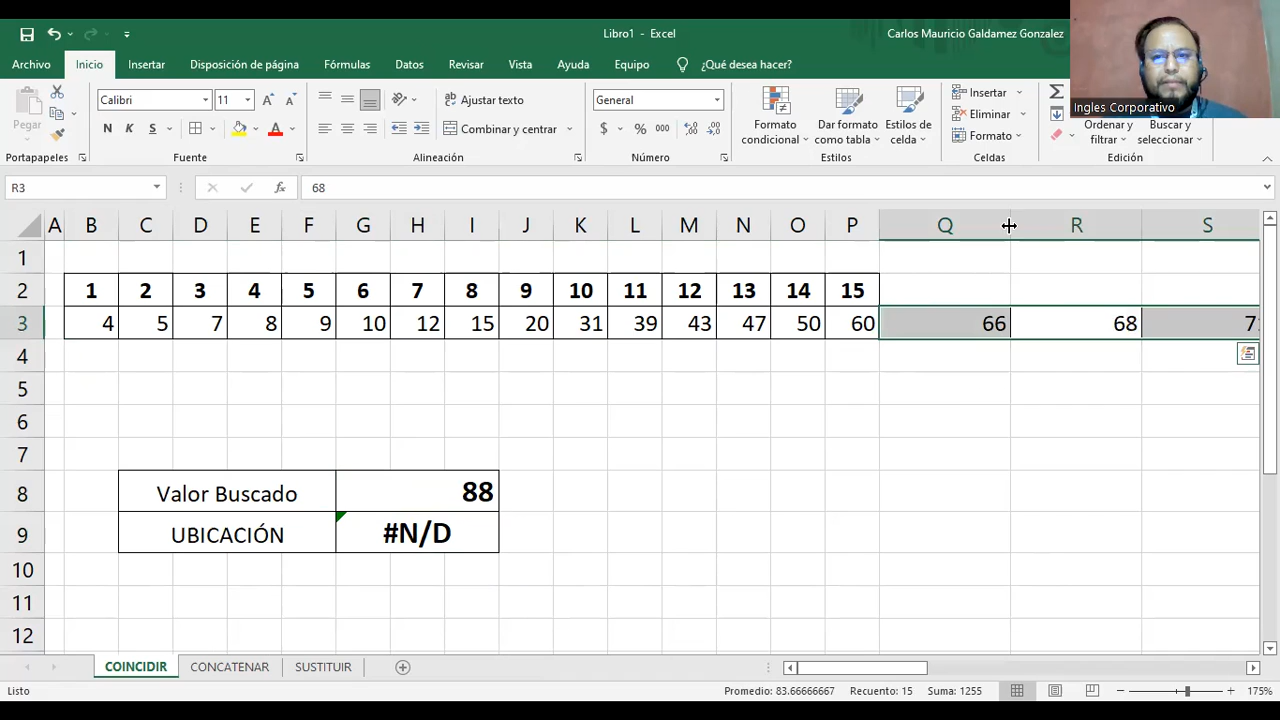 Libro1 - Excel
Carlos Mauricio Galdamez Gonzalez
Archivo Inicio Insertar Disposición de página Fórmulas Datos Revisar Vista Ayuda Equipo ¿Qué desea hacer?
Ingles Corporativo
Pegar
Calibri 11
N K S
Ajustar texto
Combinar y centrar
General
$ % 000
Formato condicional
Dar formato como tabla
Estilos de celda
Insertar
Eliminar
Formato
Ordenar y filtrar
Buscar y seleccionar
Portapapeles Fuente Alineación Número Estilos Celdas Edición
R3 fx 68
A B C D E F G H I J K L M N O P Q R S
1
2 1 2 3 4 5 6 7 8 9 10 11 12 13 14 15
3 4 5 7 8 9 10 12 15 20 31 39 43 47 50 60 66 68
4
5
6
7
8 Valor Buscado 88
9 UBICACIÓN #N/D
10
11
12
COINCIDIR CONCATENAR SUSTITUIR
Listo Promedio: 83.66666667 Recuento: 15 Suma: 1255 175%